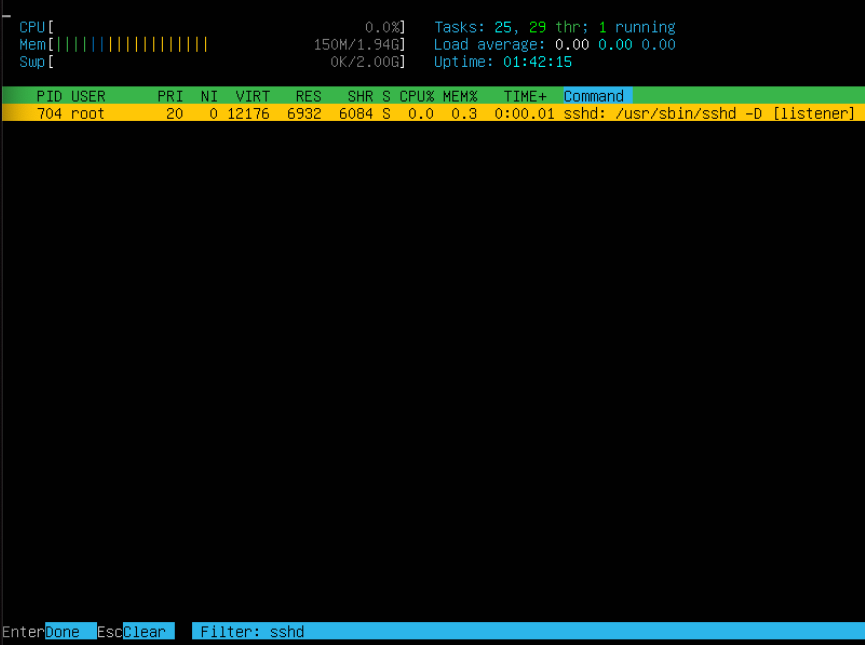 CPU[ 0.0%] Tasks: 25, 29 thr; 1 running
Mem[||||||||||||||||||| 150M/1.94G] Load average: 0.00 0.00 0.00
Swp[ 0K/2.00G] Uptime: 01:42:15
PID USER PRI NI VIRT RES SHR S CPU% MEM% TIME+ Command
704 root 20 0 12176 6932 6084 S 0.0 0.3 0:00.01 sshd: /usr/sbin/sshd -D [listener]
EnterDone EscClear Filter: sshd